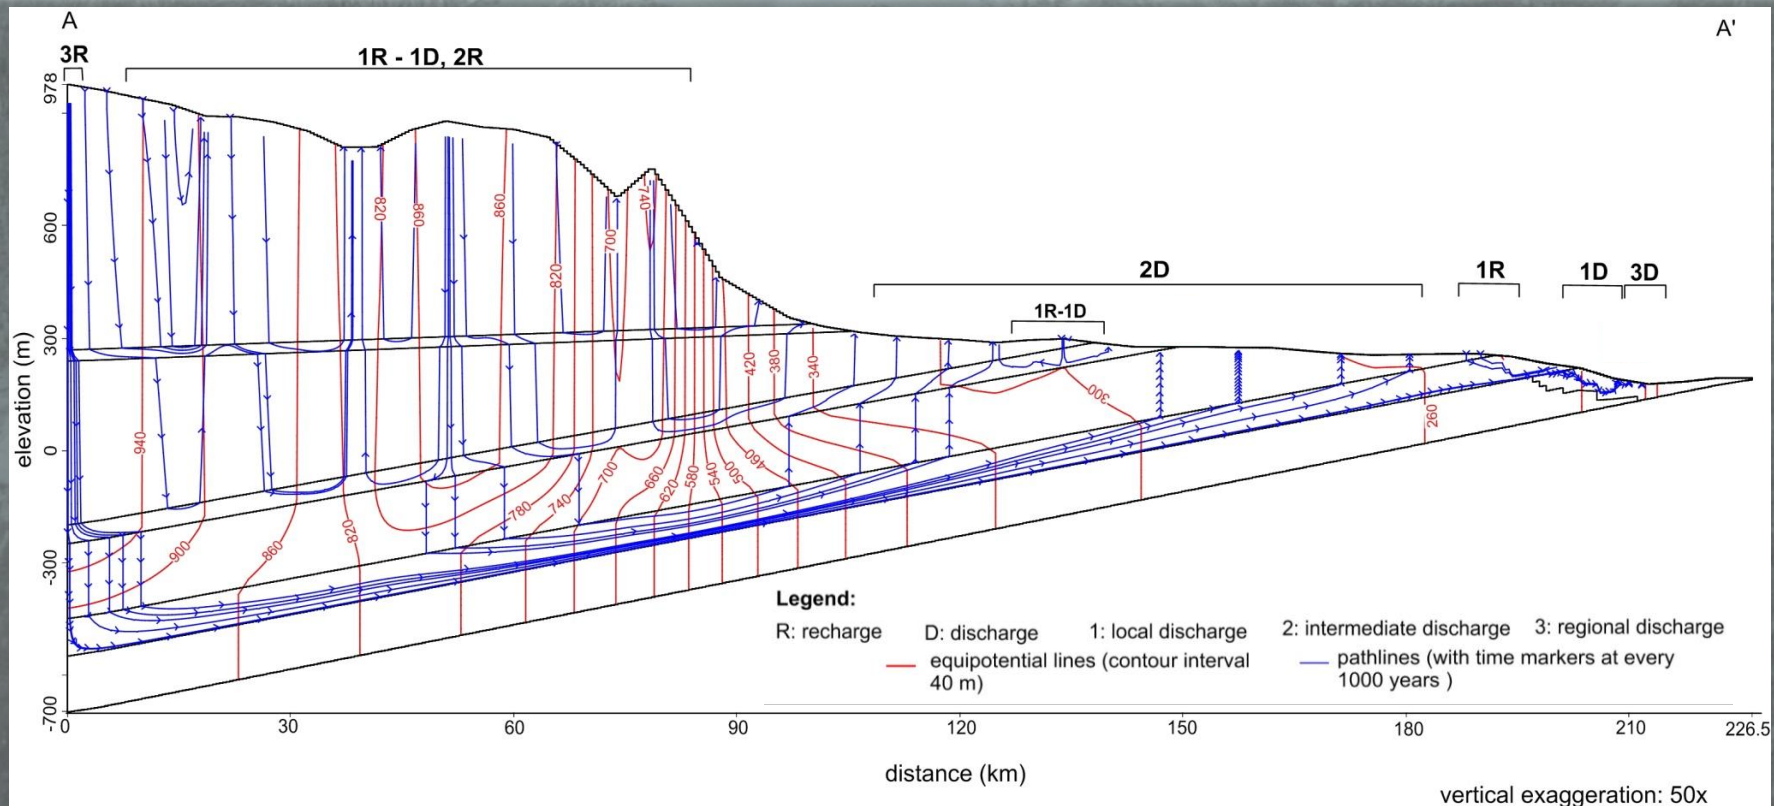 A
A'
3R
1R - 1D, 2R
2D
1R
1D
3D
1R-1D
978
600
300
0
-300
-700
elevation (m)
940
900
860
820
820
860
860
820
780
740
700
700
740
660
620
580
540
500
460
420
380
340
300
260
Legend:
R: recharge
D: discharge
1: local discharge
2: intermediate discharge
3: regional discharge
equipotential lines (contour interval
40 m)
pathlines (with time markers at every
1000 years )
0
30
60
90
120
150
180
210
226.5
distance (km)
vertical exaggeration: 50x